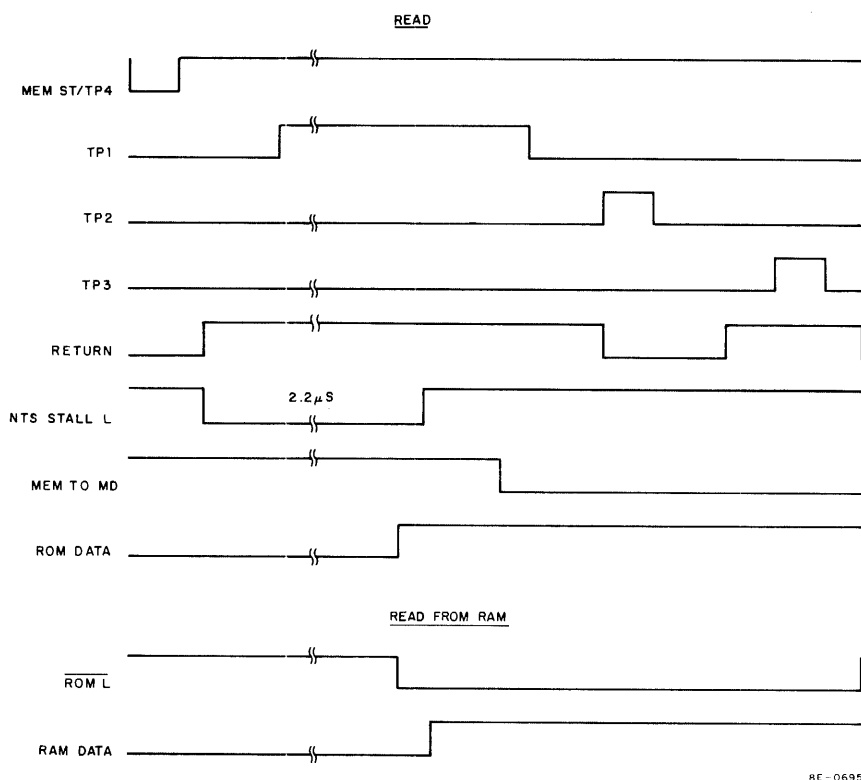 READ
MEM ST/TP4
TP1
TP2
TP3
RETURN
NTS STALL L
2.2μS
MEM TO MD
ROM DATA
READ FROM RAM
ROM L
RAM DATA
8E-0695